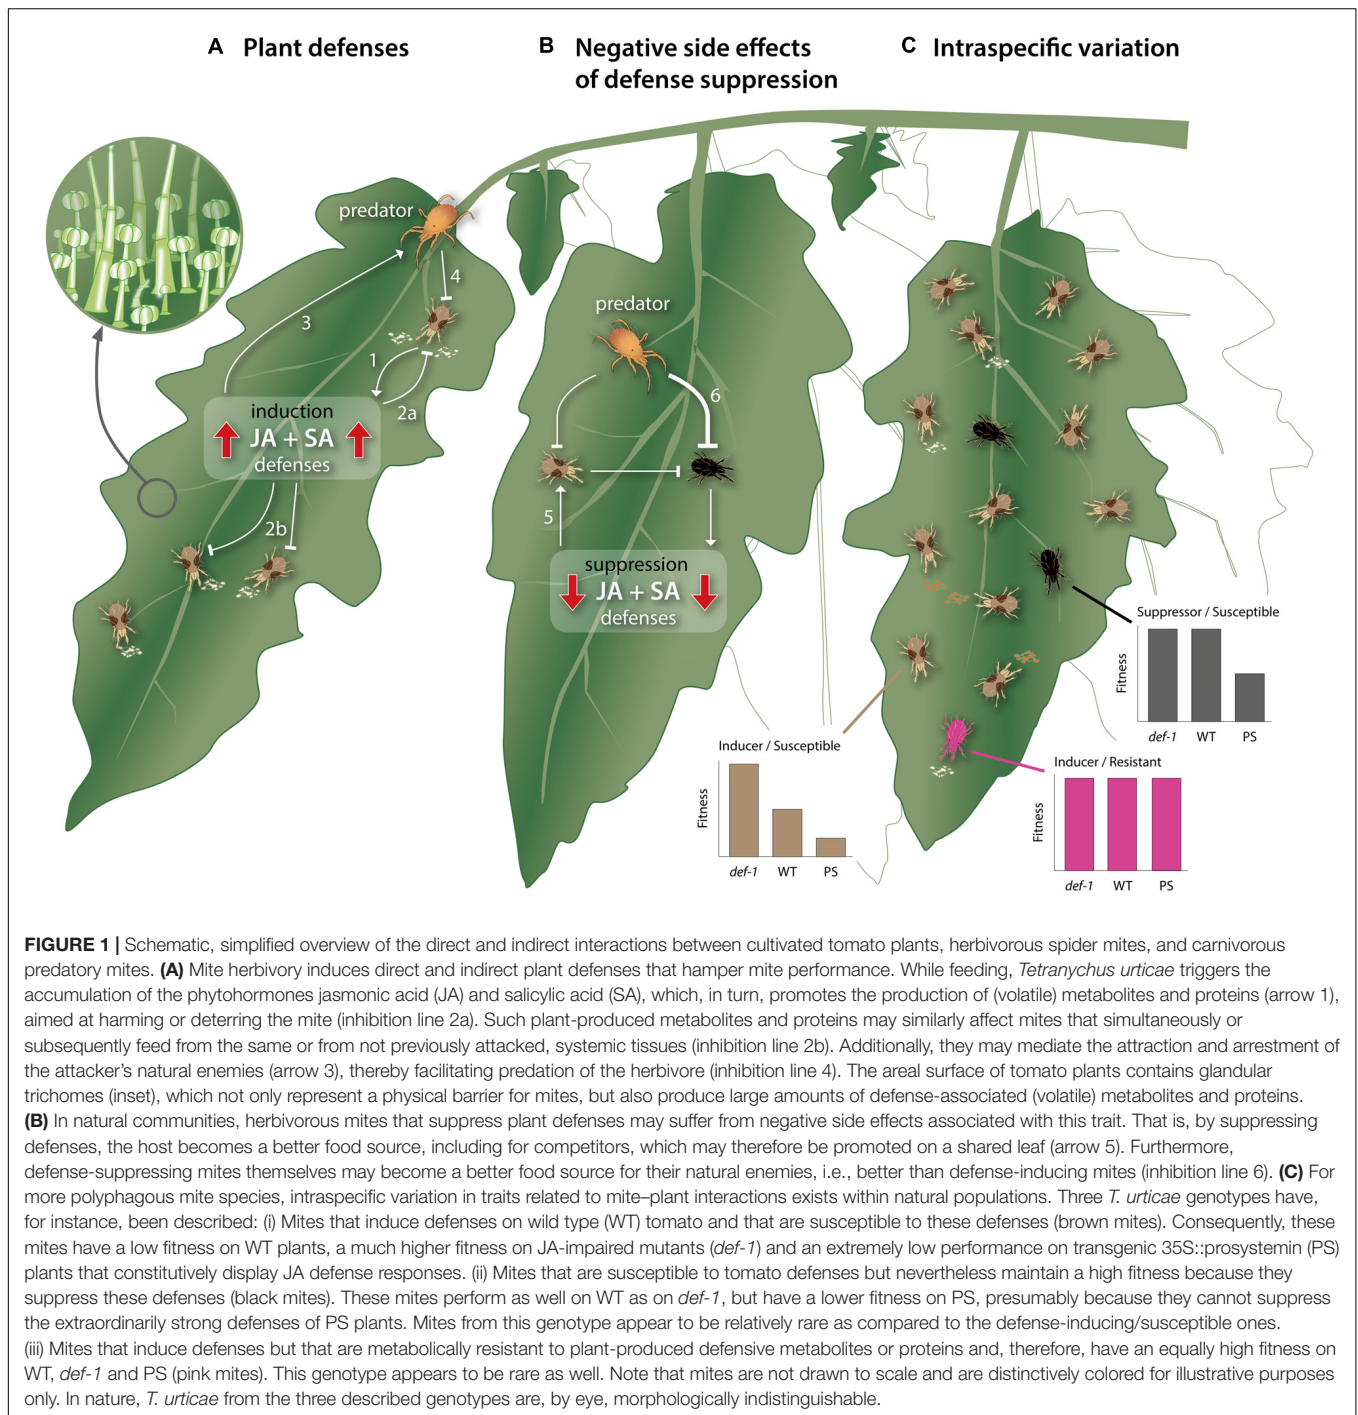 A Plant defenses
B Negative side effects
of defense suppression
C Intraspecific variation
predator
4
3
1
2a
induction
JA + SA
defenses
2b
predator
6
5
suppression
JA + SA
defenses
Suppressor / Susceptible
Fitness
def-1 WT PS
Inducer / Susceptible
Fitness
def-1 WT PS
Inducer / Resistant
Fitness
def-1 WT PS
FIGURE 1 | Schematic, simplified overview of the direct and indirect interactions between cultivated tomato plants, herbivorous spider mites, and carnivorous
predatory mites. (A) Mite herbivory induces direct and indirect plant defenses that hamper mite performance. While feeding, Tetranychus urticae triggers the
accumulation of the phytohormones jasmonic acid (JA) and salicylic acid (SA), which, in turn, promotes the production of (volatile) metabolites and proteins (arrow 1),
aimed at harming or deterring the mite (inhibition line 2a). Such plant-produced metabolites and proteins may similarly affect mites that simultaneously or
subsequently feed from the same or from not previously attacked, systemic tissues (inhibition line 2b). Additionally, they may mediate the attraction and arrestment of
the attacker's natural enemies (arrow 3), thereby facilitating predation of the herbivore (inhibition line 4). The areal surface of tomato plants contains glandular
trichomes (inset), which not only represent a physical barrier for mites, but also produce large amounts of defense-associated (volatile) metabolites and proteins.
(B) In natural communities, herbivorous mites that suppress plant defenses may suffer from negative side effects associated with this trait. That is, by suppressing
defenses, the host becomes a better food source, including for competitors, which may therefore be promoted on a shared leaf (arrow 5). Furthermore,
defense-suppressing mites themselves may become a better food source for their natural enemies, i.e., better than defense-inducing mites (inhibition line 6). (C) For
more polyphagous mite species, intraspecific variation in traits related to mite–plant interactions exists within natural populations. Three T. urticae genotypes have,
for instance, been described: (i) Mites that induce defenses on wild type (WT) tomato and that are susceptible to these defenses (brown mites). Consequently, these
mites have a low fitness on WT plants, a much higher fitness on JA-impaired mutants (def-1) and an extremely low performance on transgenic 35S::prosystemin (PS)
plants that constitutively display JA defense responses. (ii) Mites that are susceptible to tomato defenses but nevertheless maintain a high fitness because they
suppress these defenses (black mites). These mites perform as well on WT as on def-1, but have a lower fitness on PS, presumably because they cannot suppress
the extraordinarily strong defenses of PS plants. Mites from this genotype appear to be relatively rare as compared to the defense-inducing/susceptible ones.
(iii) Mites that induce defenses but that are metabolically resistant to plant-produced defensive metabolites or proteins and, therefore, have an equally high fitness on
WT, def-1 and PS (pink mites). This genotype appears to be rare as well. Note that mites are not drawn to scale and are distinctively colored for illustrative purposes
only. In nature, T. urticae from the three described genotypes are, by eye, morphologically indistinguishable.